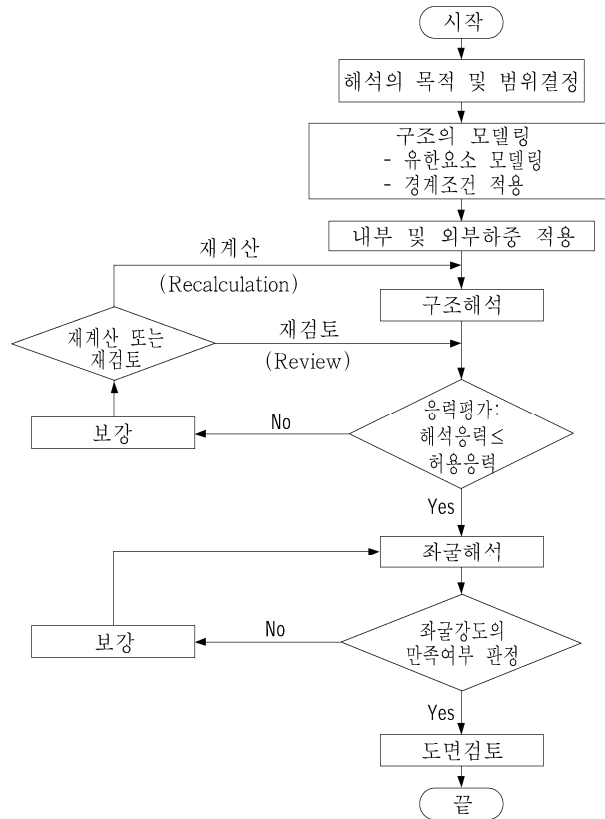 시작
해석의 목적 및 범위결정
구조의 모델링
- 유한요소 모델링
- 경계조건 적용
내부 및 외부하중 적용
재계산
(Recalculation)
구조해석
재계산 또는
재검토
재검토
(Review)
응력평가:
해석응력≤
허용응력
No
보강
Yes
좌굴해석
좌굴강도의
만족여부 판정
No
보강
Yes
도면검토
끝